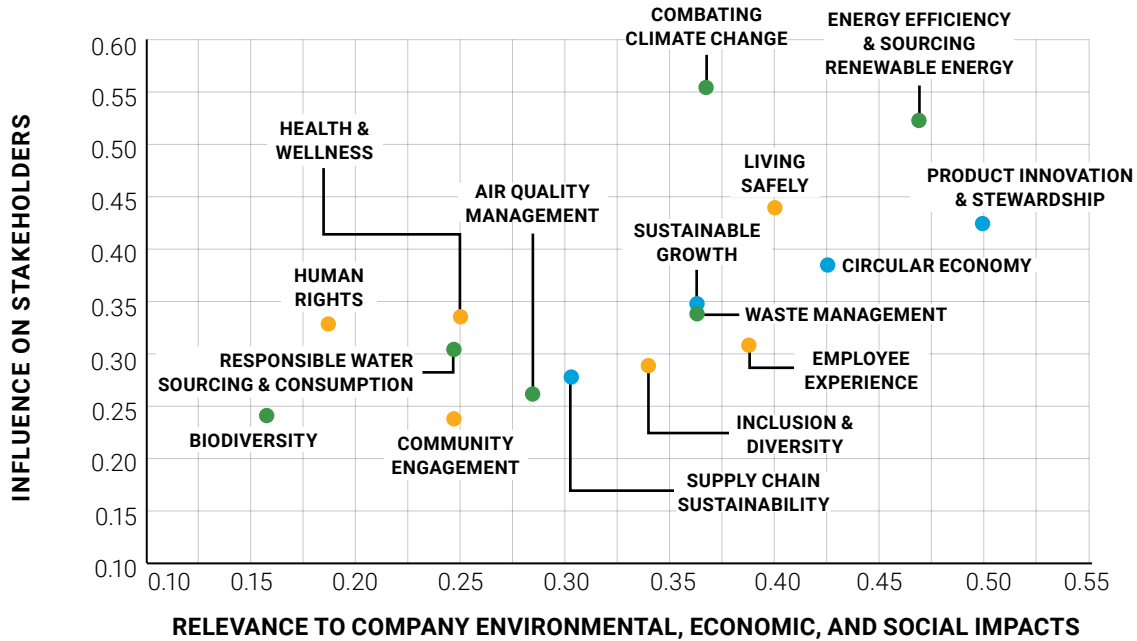 COMBATING
CLIMATE CHANGE
ENERGY EFFICIENCY
& SOURCING
RENEWABLE ENERGY
HEALTH &
WELLNESS
AIR QUALITY
MANAGEMENT
LIVING
SAFELY
PRODUCT INNOVATION
& STEWARDSHIP
SUSTAINABLE
GROWTH
CIRCULAR ECONOMY
HUMAN
RIGHTS
WASTE MANAGEMENT
RESPONSIBLE WATER
SOURCING & CONSUMPTION
EMPLOYEE
EXPERIENCE
BIODIVERSITY
COMMUNITY
ENGAGEMENT
INCLUSION &
DIVERSITY
SUPPLY CHAIN
SUSTAINABILITY
INFLUENCE ON STAKEHOLDERS
0.60
0.55
0.50
0.45
0.40
0.35
0.30
0.25
0.20
0.15
0.10
0.10 0.15 0.20 0.25 0.30 0.35 0.40 0.45 0.50 0.55
RELEVANCE TO COMPANY ENVIRONMENTAL, ECONOMIC, AND SOCIAL IMPACTS